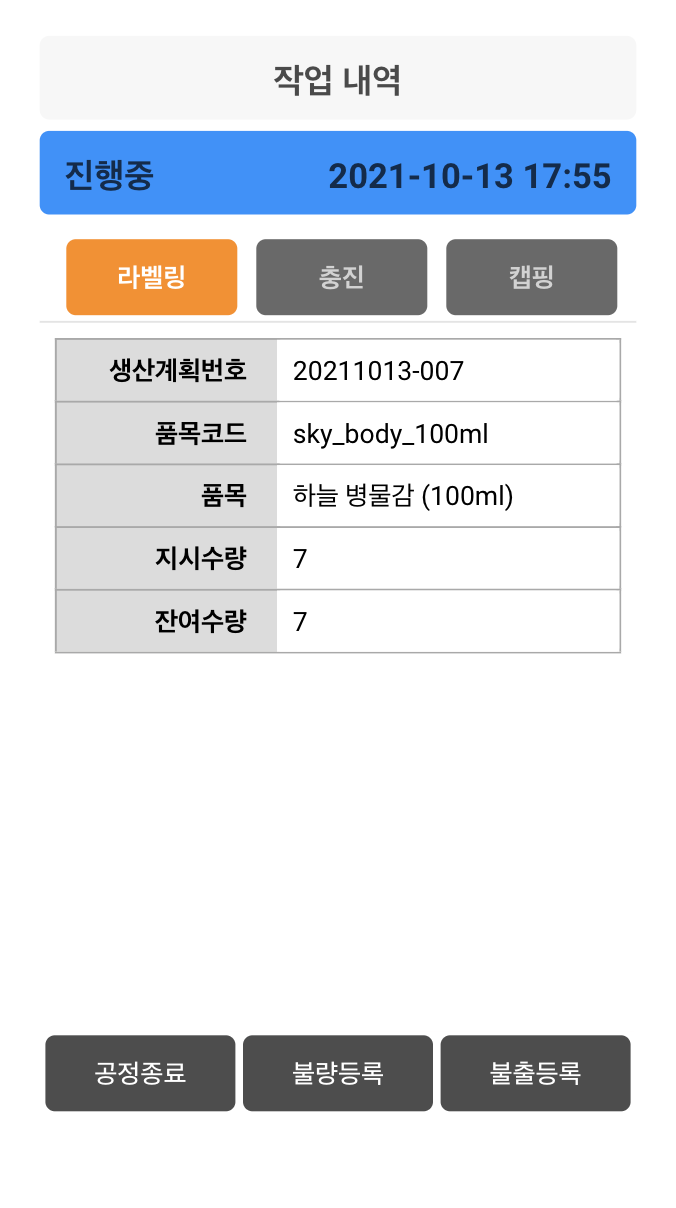 작업 내역
진행중 2021-10-13 17:55
라벨링 충진 캡핑
생산계획번호 20211013-007
품목코드 sky_body_100ml
품목 하늘 병물감 (100ml)
지시수량 7
잔여수량 7
공정종료 불량등록 불출등록